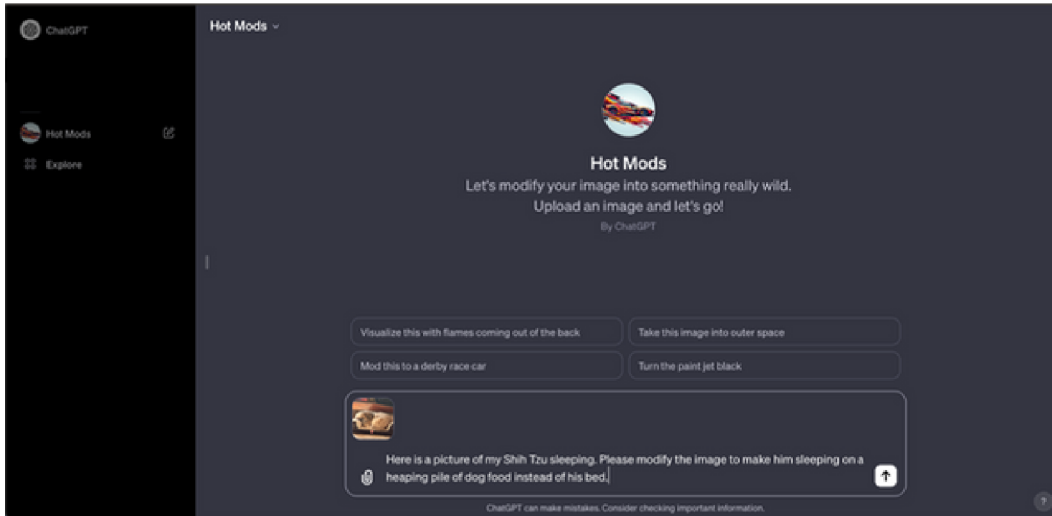 ChatGPT
Hot Mods
Explore
Hot Mods
Hot Mods
Let's modify your image into something really wild.
Upload an image and let's go!
By ChatGPT
Visualize this with flames coming out of the back
Take this image into outer space
Mod this to a derby race car
Turn the paint jet black
Here is a picture of my Shih Tzu sleeping. Please modify the image to make him sleeping on a
heaping pile of dog food instead of his bed.
ChatGPT can make mistakes. Consider checking important information.
?